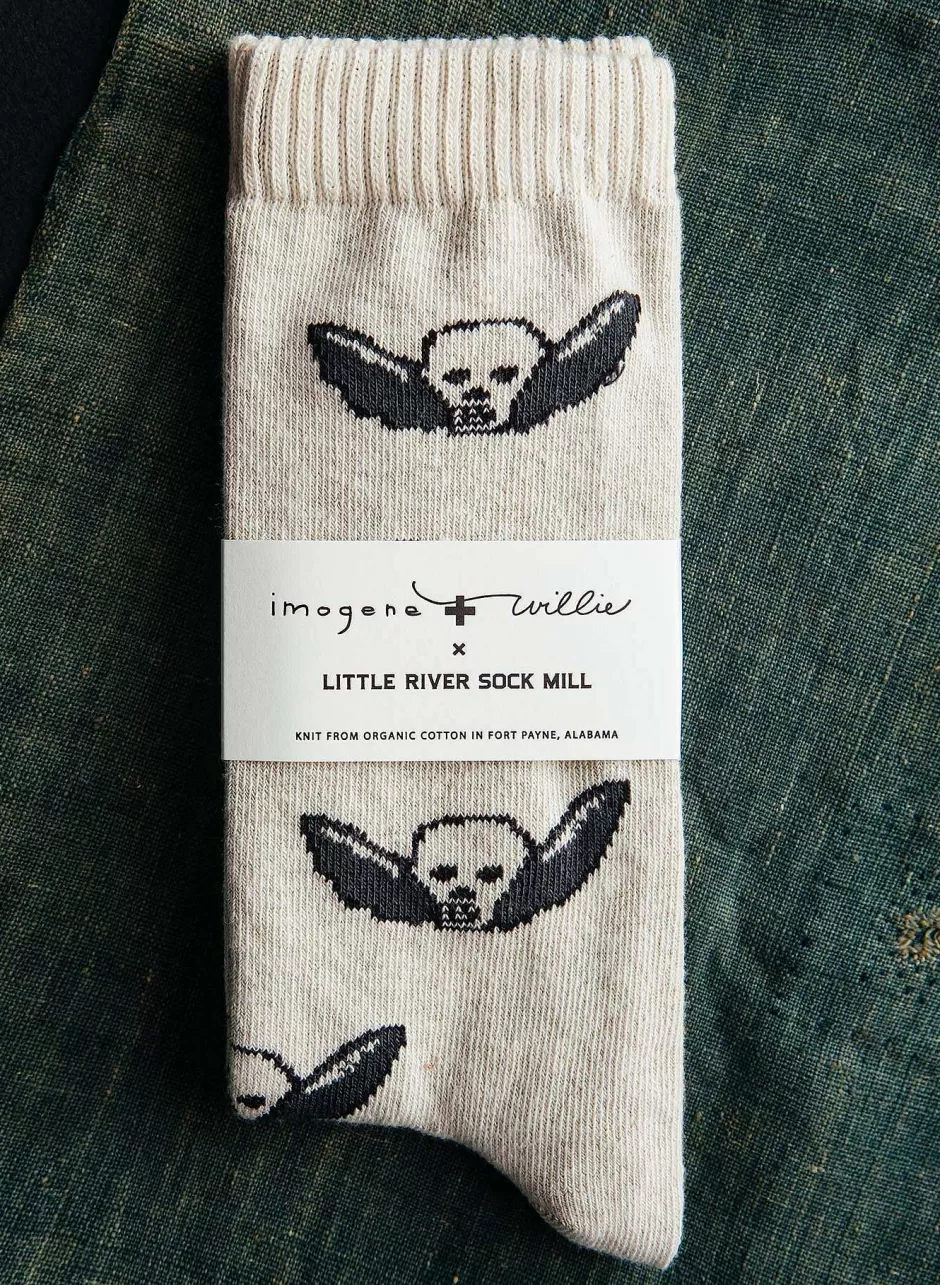 imogene + willie
×
LITTLE RIVER SOCK MILL
KNIT FROM ORGANIC COTTON IN FORT PAYNE, ALABAMA